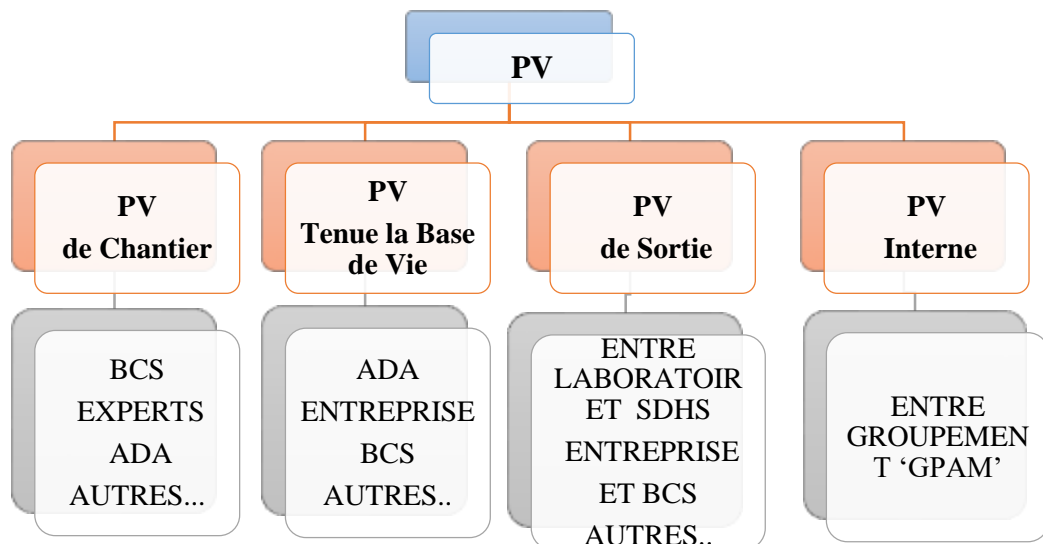 PV
PV
de Chantier
PV
Tenue la Base
de Vie
PV
de Sortie
PV
Interne
BCS
EXPERTS
ADA
AUTRES...
ADA
ENTREPRISE
BCS
AUTRES..
ENTRE
LABORATOIR
ET SDHS
ENTREPRISE
ET BCS
AUTRES..
ENTRE
GROUPEMEN
T ‘GPAM’